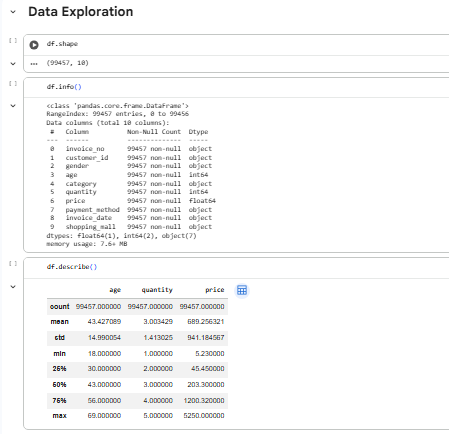 Data Exploration
[ ]
df.shape
(99457, 10)
[ ]
df.info()
<class 'pandas.core.frame.DataFrame'>
RangeIndex: 99457 entries, 0 to 99456
Data columns (total 10 columns):
# Column Non-Null Count Dtype
--- ------ -------------- -----
0 invoice_no 99457 non-null object
1 customer_id 99457 non-null object
2 gender 99457 non-null object
3 age 99457 non-null int64
4 category 99457 non-null object
5 quantity 99457 non-null int64
6 price 99457 non-null float64
7 payment_method 99457 non-null object
8 invoice_date 99457 non-null object
9 shopping_mall 99457 non-null object
dtypes: float64(1), int64(2), object(7)
memory usage: 7.6+ MB
[ ]
df.describe()
age quantity price
count 99457.000000 99457.000000 99457.000000
mean 43.427089 3.003429 689.256321
std 14.990054 1.413025 941.184567
min 18.000000 1.000000 5.230000
25% 30.000000 2.000000 45.450000
50% 43.000000 3.000000 203.300000
75% 56.000000 4.000000 1200.320000
max 69.000000 5.000000 5250.000000